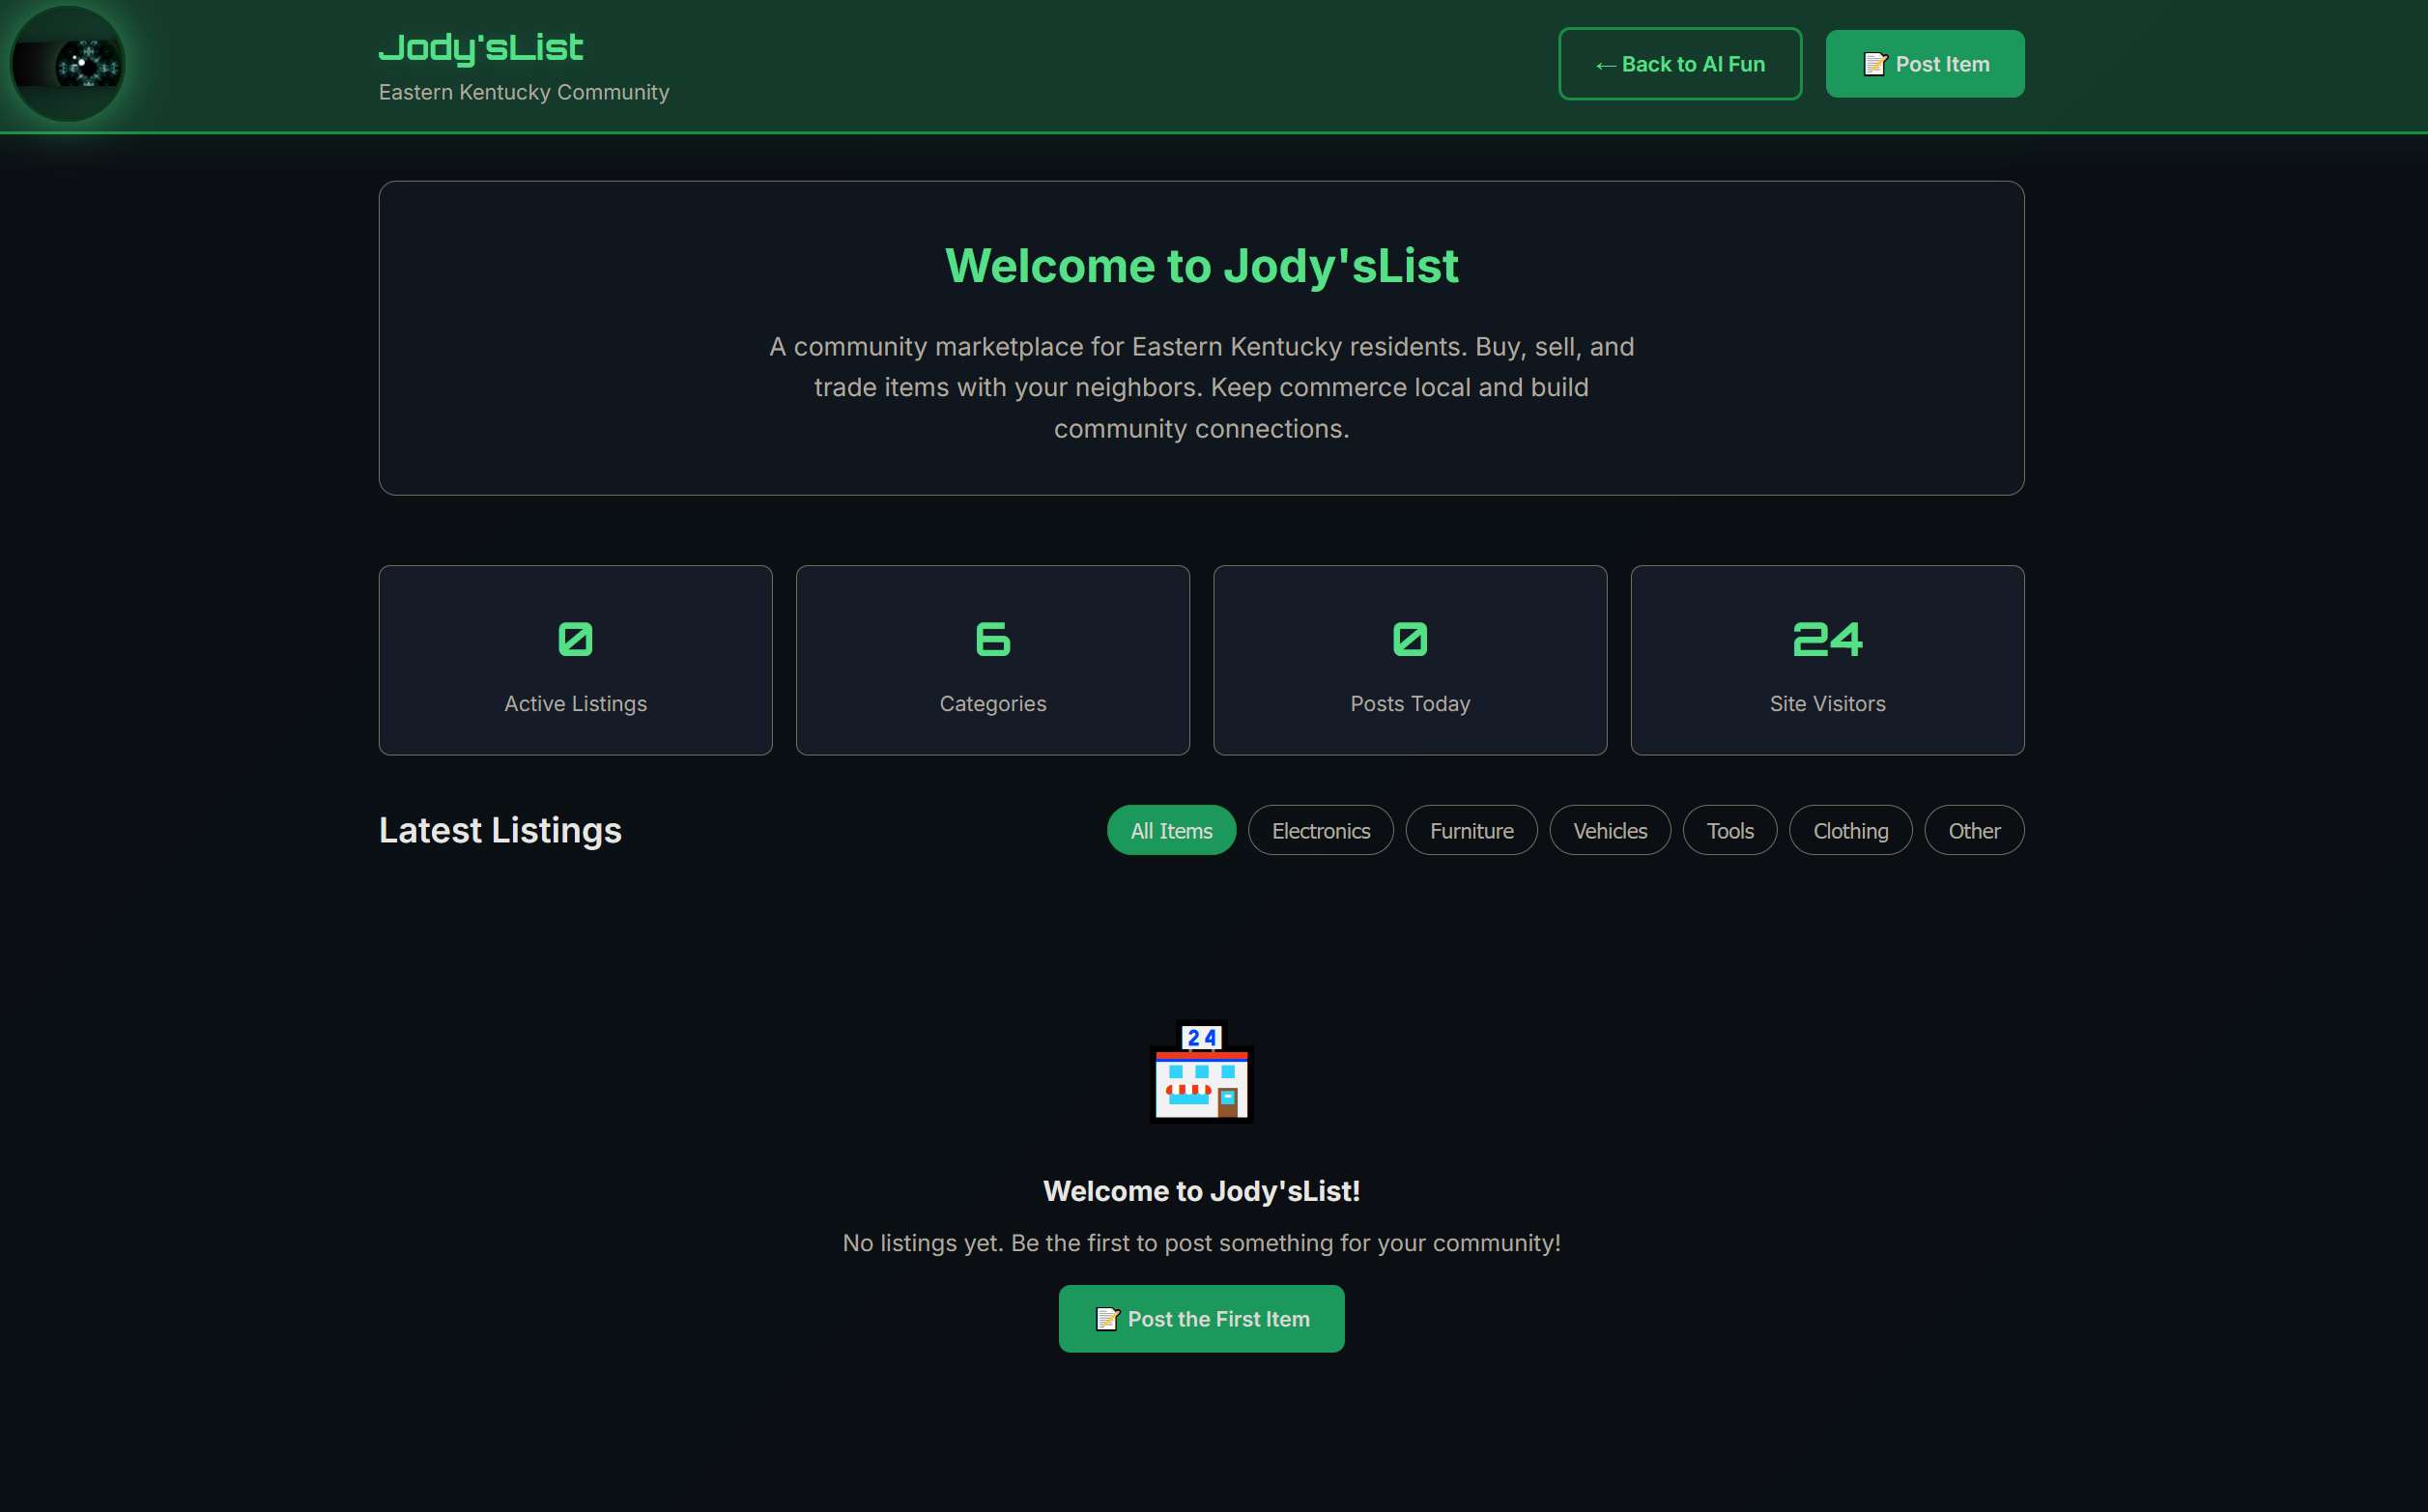 Jody'sList
Eastern Kentucky Community
← Back to AI Fun
📝 Post Item
Welcome to Jody'sList
A community marketplace for Eastern Kentucky residents. Buy, sell, and
trade items with your neighbors. Keep commerce local and build
community connections.
0
Active Listings
6
Categories
0
Posts Today
24
Site Visitors
Latest Listings
All Items
Electronics
Furniture
Vehicles
Tools
Clothing
Other
24
Welcome to Jody'sList!
No listings yet. Be the first to post something for your community!
📝 Post the First Item